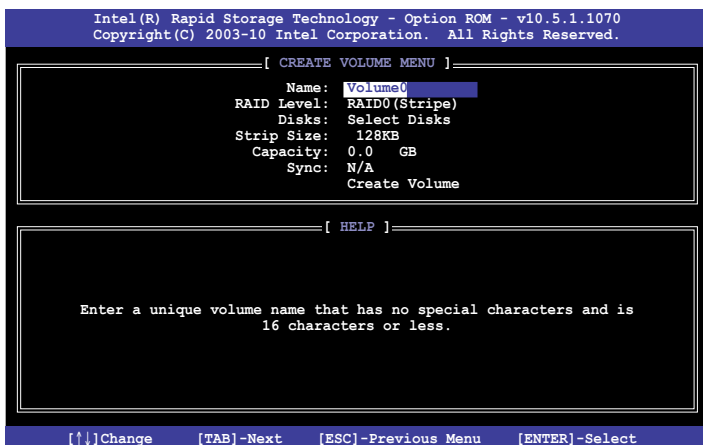 Intel(R) Rapid Storage Technology - Option ROM - v10.5.1.1070
Copyright(C) 2003-10 Intel Corporation. All Rights Reserved.
[ CREATE VOLUME MENU ]
Name: Volume0
RAID Level: RAID0(Stripe)
Disks: Select Disks
Strip Size: 128KB
Capacity: 0.0 GB
Sync: N/A
Create Volume
[ HELP ]
Enter a unique volume name that has no special characters and is
16 characters or less.
[↑↓]Change [TAB]-Next [ESC]-Previous Menu [ENTER]-Select